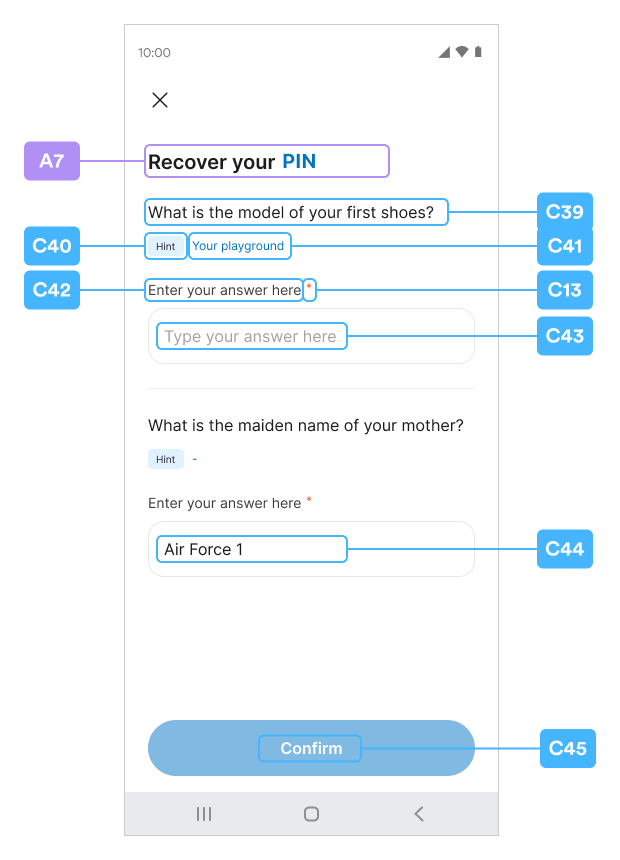 10:00
A7
Recover your PIN
What is the model of your first shoes?
C39
C40
Hint
Your playground
C41
C42
Enter your answer here *
C13
Type your answer here
C43
What is the maiden name of your mother?
Hint -
Enter your answer here *
Air Force 1
C44
Confirm
C45